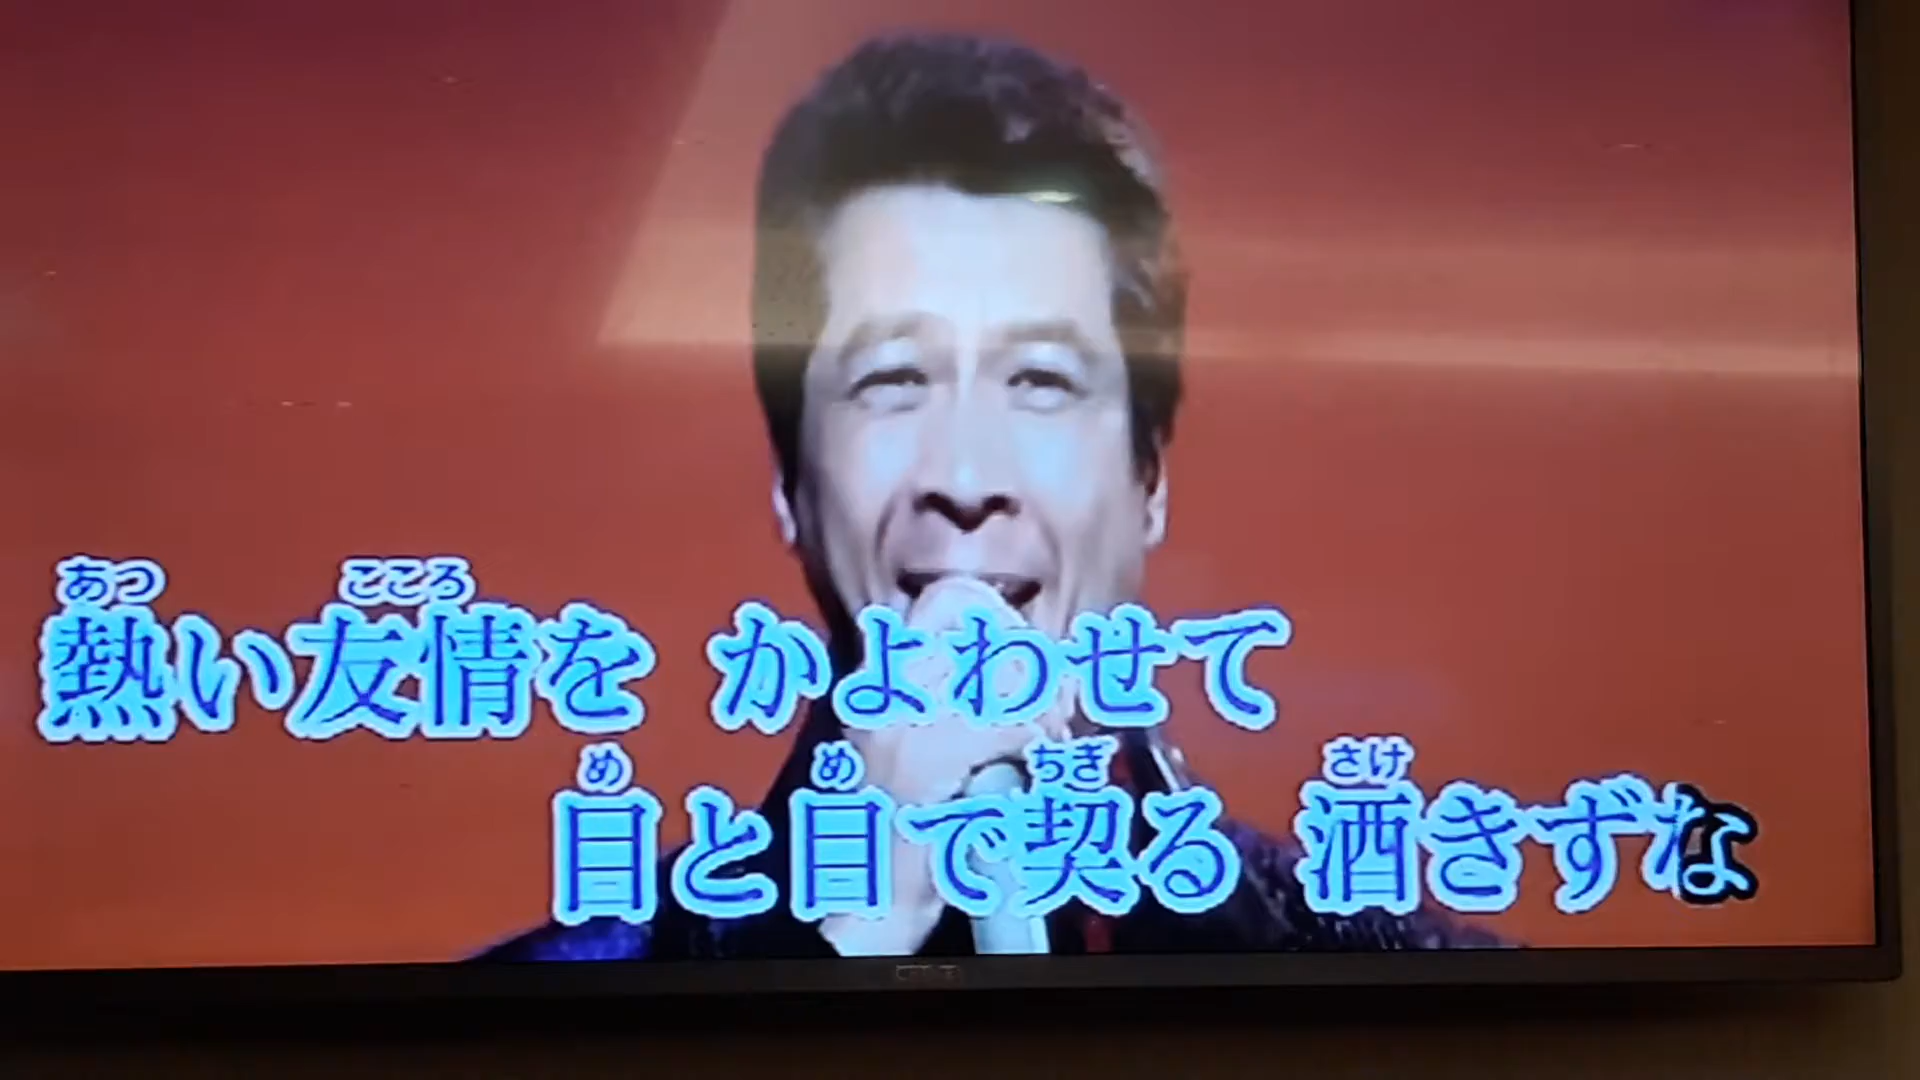 あつ こころ
熱い友情を かよわせて
め め ちぎ さけ
目と目で契る 酒きずな